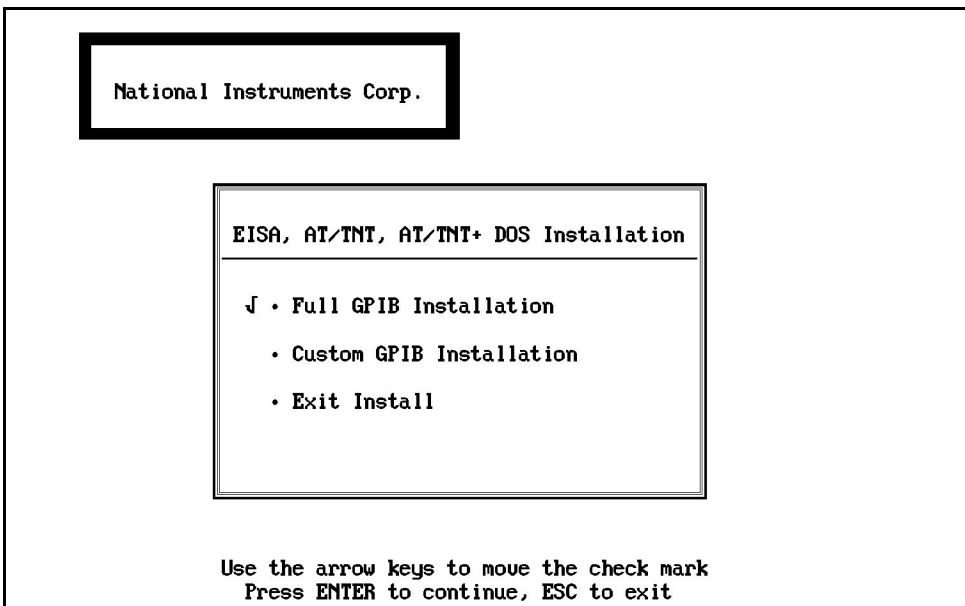 National Instruments Corp.
EISA, AT/TNT, AT/TNT+ DOS Installation
√ • Full GPIB Installation
• Custom GPIB Installation
• Exit Install
Use the arrow keys to move the check mark
Press ENTER to continue, ESC to exit